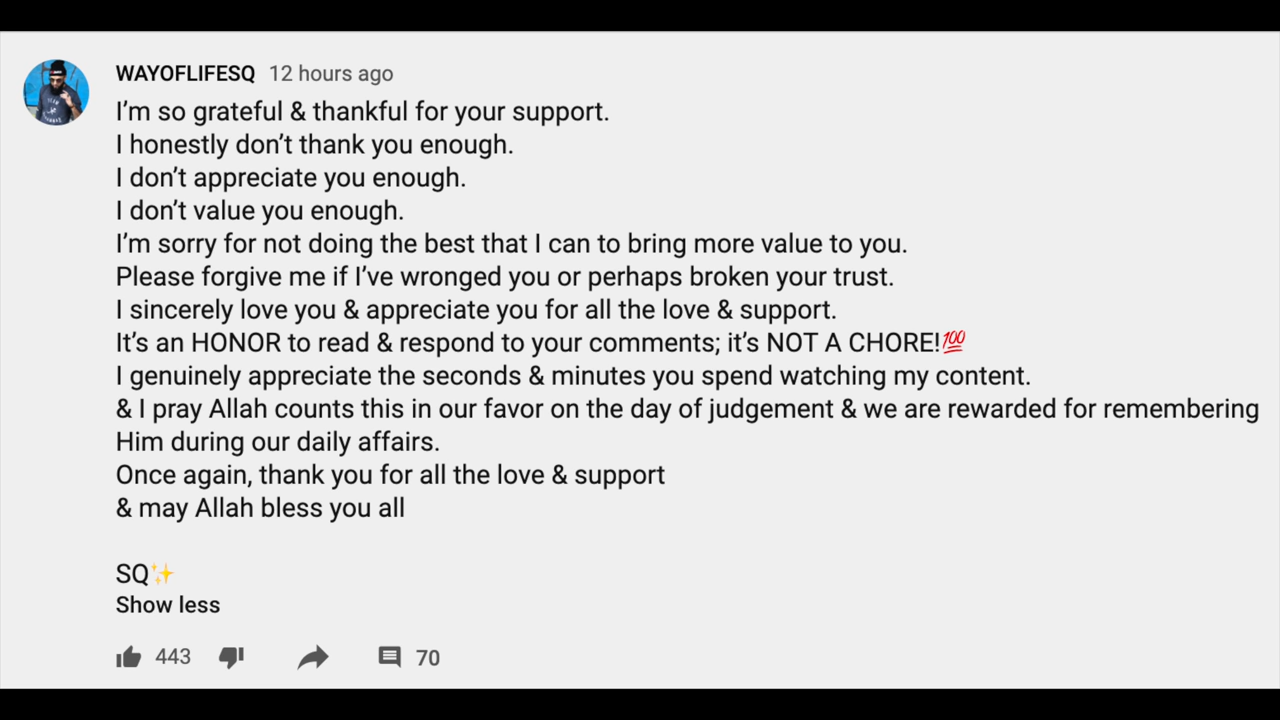 WAYOFLIFESQ 12 hours ago
I’m so grateful & thankful for your support.
I honestly don’t thank you enough.
I don’t appreciate you enough.
I don’t value you enough.
I’m sorry for not doing the best that I can to bring more value to you.
Please forgive me if I’ve wronged you or perhaps broken your trust.
I sincerely love you & appreciate you for all the love & support.
It’s an HONOR to read & respond to your comments; it’s NOT A CHORE!💯
I genuinely appreciate the seconds & minutes you spend watching my content.
& I pray Allah counts this in our favor on the day of judgement & we are rewarded for remembering
Him during our daily affairs.
Once again, thank you for all the love & support
& may Allah bless you all
SQ✨
Show less
443 70